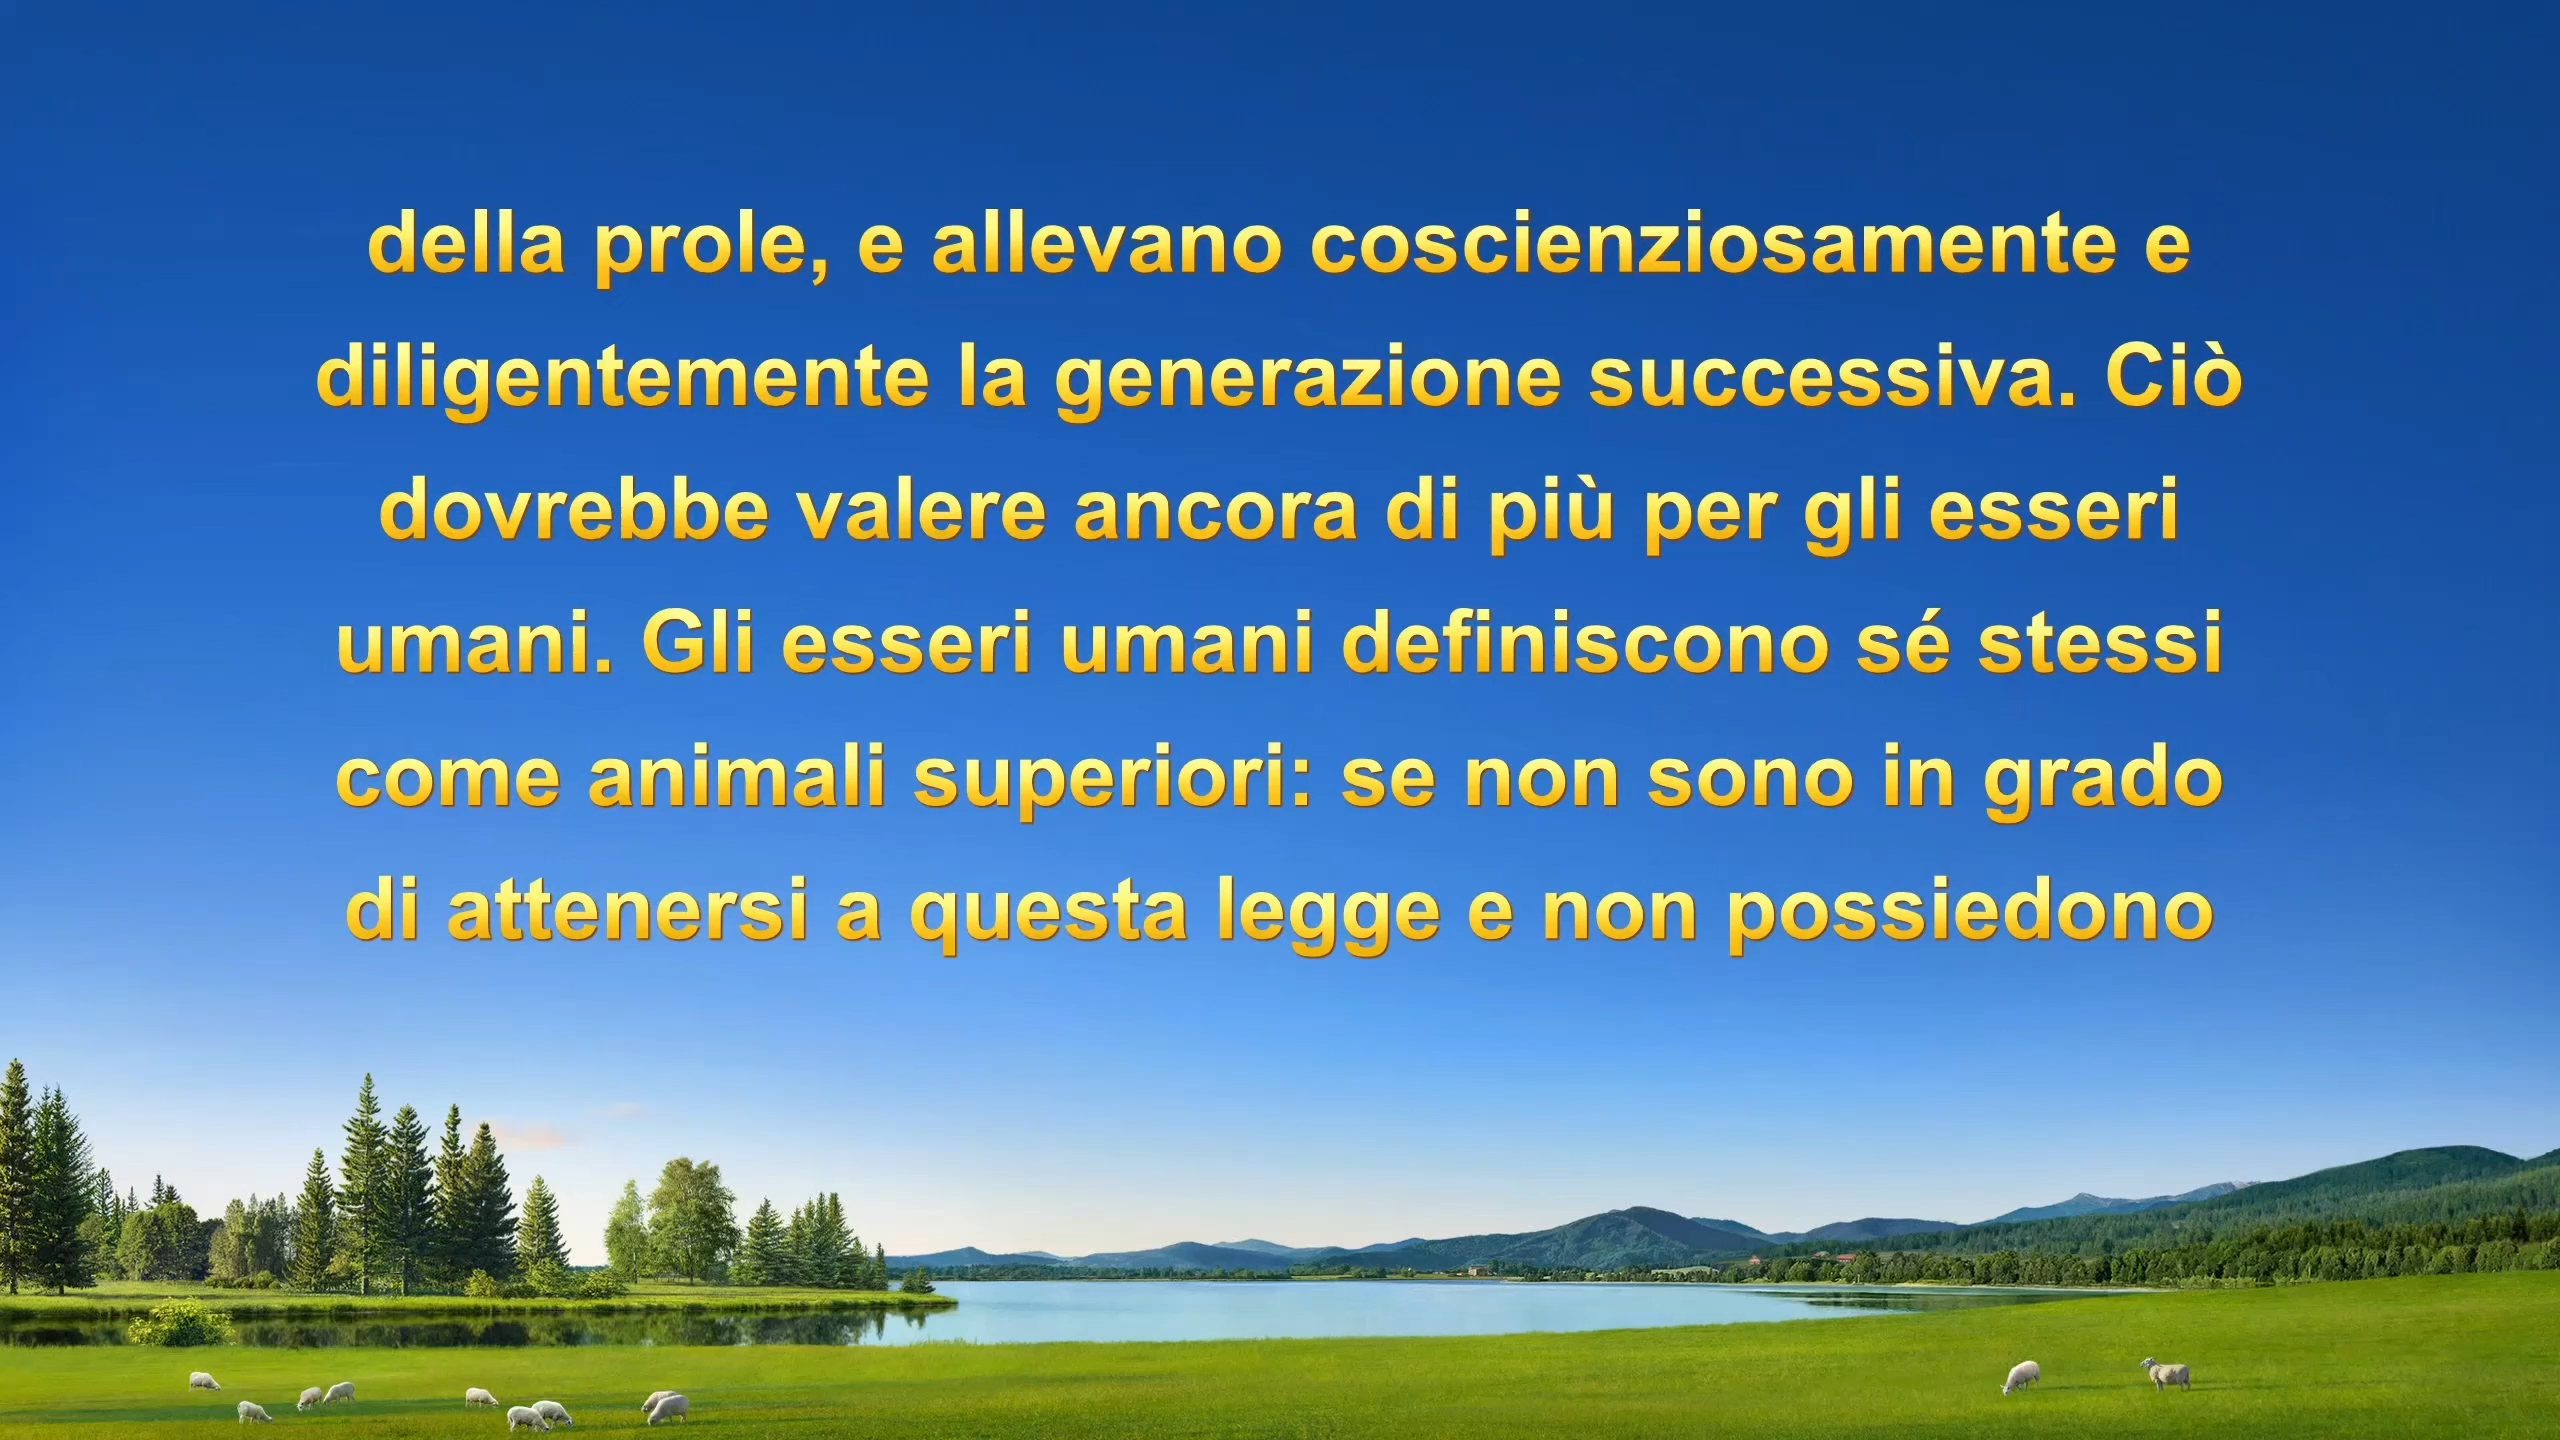 della prole, e allevano coscienziosamente e
diligentemente la generazione successiva. Ciò
dovrebbe valere ancora di più per gli esseri
umani. Gli esseri umani definiscono sé stessi
come animali superiori: se non sono in grado
di attenersi a questa legge e non possiedono